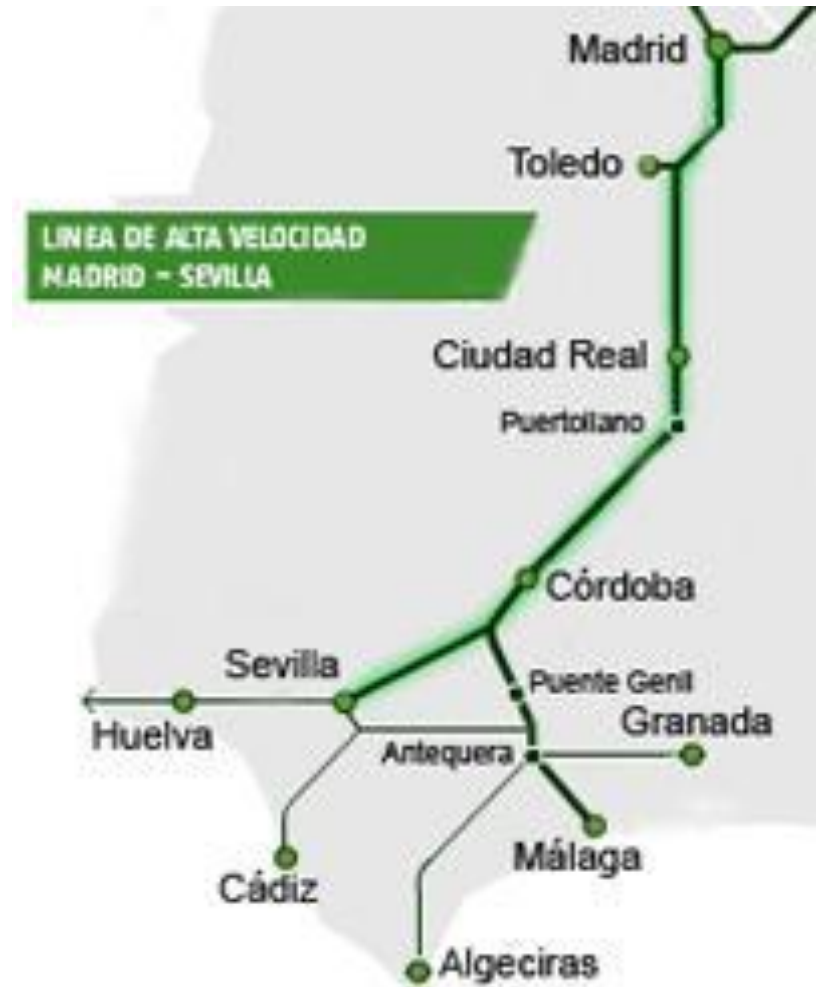 Madrid
Toledo
LINEA DE ALTA VELOCIDAD
MADRID - SEVILLA
Ciudad Real
Puertollano
Córdoba
Sevilla
Puente Genil
Huelva
Granada
Antequera
Málaga
Cádiz
Algeciras